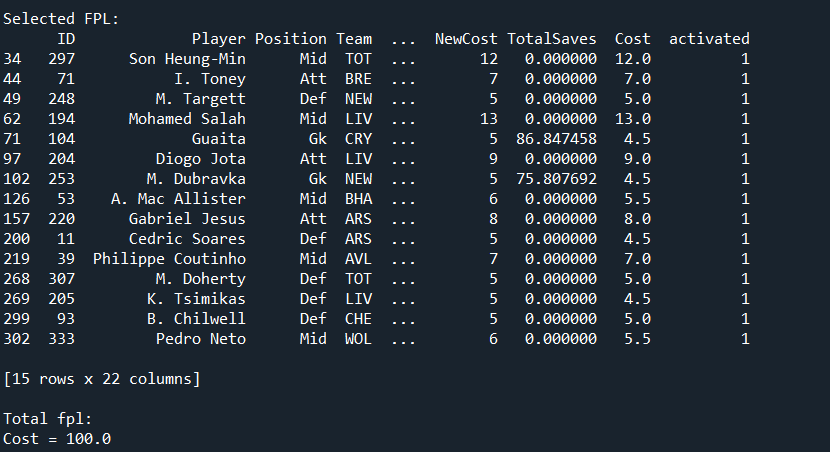 Selected FPL:
ID Player Position Team ... NewCost TotalSaves Cost activated
34 297 Son Heung-Min Mid TOT ... 12 0.000000 12.0 1
44 71 I. Toney Att BRE ... 7 0.000000 7.0 1
49 248 M. Targett Def NEW ... 5 0.000000 5.0 1
62 194 Mohamed Salah Mid LIV ... 13 0.000000 13.0 1
71 104 Guaita Gk CRY ... 5 86.847458 4.5 1
97 204 Diogo Jota Att LIV ... 9 0.000000 9.0 1
102 253 M. Dubravka Gk NEW ... 5 75.807692 4.5 1
126 53 A. Mac Allister Mid BHA ... 6 0.000000 5.5 1
157 220 Gabriel Jesus Att ARS ... 8 0.000000 8.0 1
200 11 Cedric Soares Def ARS ... 5 0.000000 4.5 1
219 39 Philippe Coutinho Mid AVL ... 7 0.000000 7.0 1
268 307 M. Doherty Def TOT ... 5 0.000000 5.0 1
269 205 K. Tsimikas Def LIV ... 5 0.000000 4.5 1
299 93 B. Chilwell Def CHE ... 5 0.000000 5.0 1
302 333 Pedro Neto Mid WOL ... 6 0.000000 5.5 1
[15 rows x 22 columns]
Total fpl:
Cost = 100.0